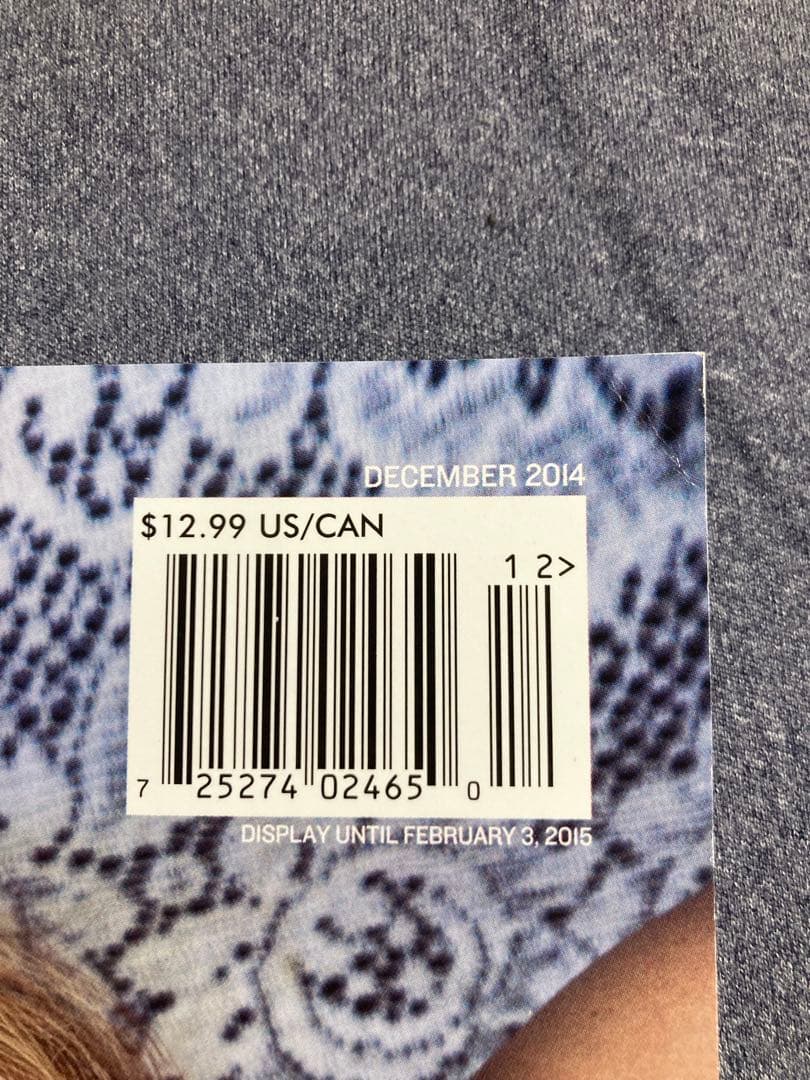 DECEMBER 2014
$12.99 US/CAN
1 2>
7 25274 02465 0
DISPLAY UNTIL FEBRUARY 3, 2015